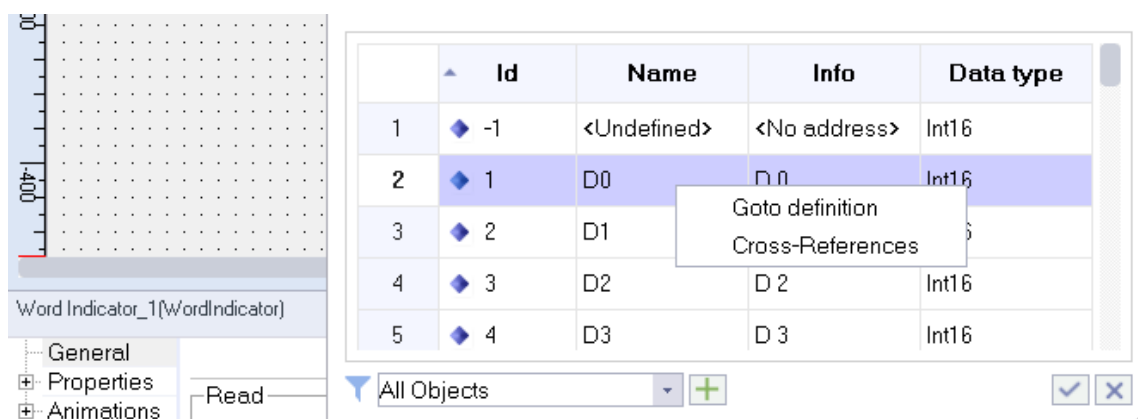 Id Name Info Data type
1 -1 <Undefined> <No address> Int16
2 1 D0 D 0 Int16
Goto definition
3 2 D1
Cross-References
4 3 D2 D 2 Int16
5 4 D3 D 3 Int16
All Objects
-400
Word Indicator_1(WordIndicator)
General
Properties
Animations
Read